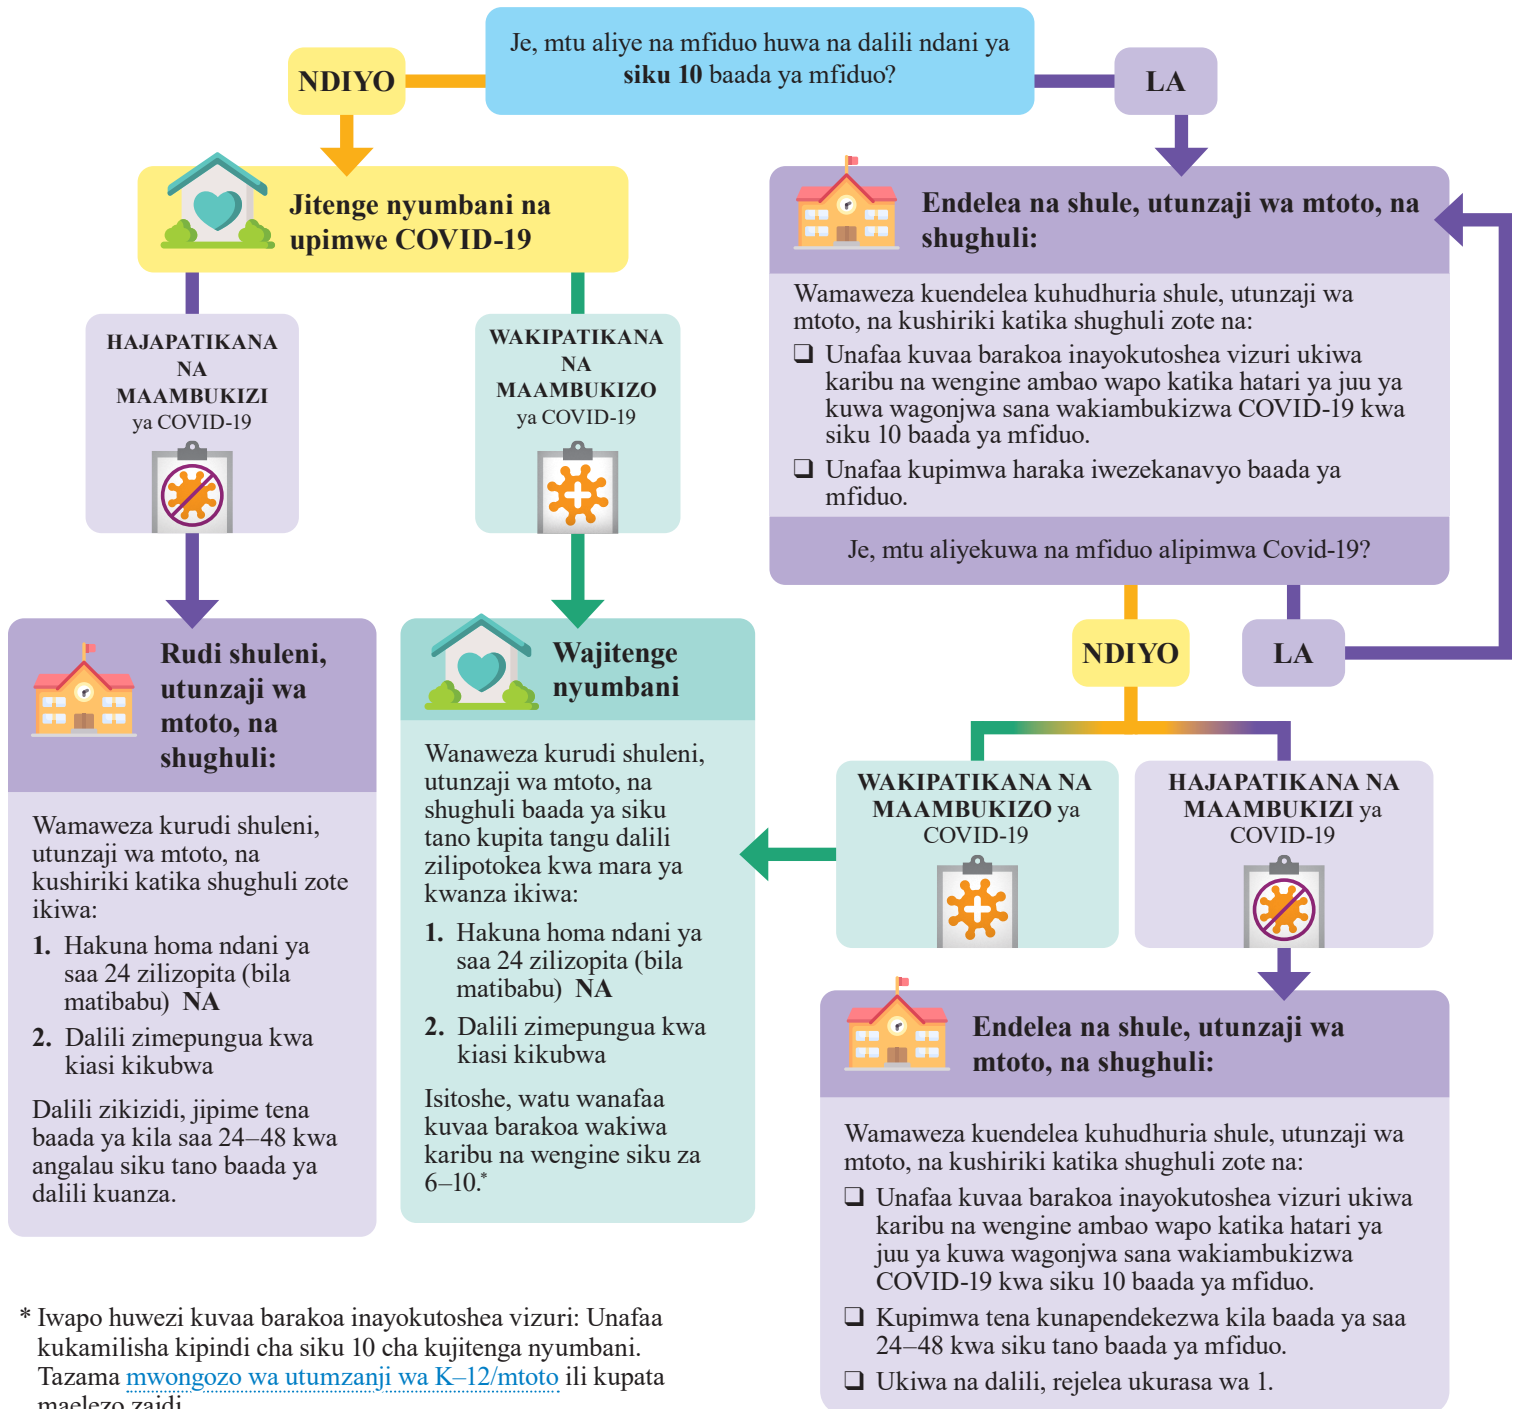 Je, mtu aliye na mfiduo huwa na dalili ndani ya
siku 10 baada ya mfiduo?
NDIYO
LA
Jitenge nyumbani na
upimwe COVID-19
HAJAPATIKANA
NA
MAAMBUKIZI
ya COVID-19
WAKIPATIKANA
NA
MAAMBUKIZO
ya COVID-19
Endelea na shule, utunzaji wa mtoto, na
shughuli:
Wamaweza kuendelea kuhudhuria shule, utunzaji wa
mtoto, na kushiriki katika shughuli zote na:
❑ Unafaa kuvaa barakoa inayokutoshea vizuri ukiwa
karibu na wengine ambao wapo katika hatari ya juu ya
kuwa wagonjwa sana wakiambukizwa COVID-19 kwa
siku 10 baada ya mfiduo.
❑ Unafaa kupimwa haraka iwezekanavyo baada ya
mfiduo.
Je, mtu aliyekuwa na mfiduo alipimwa Covid-19?
NDIYO
LA
Rudi shuleni,
utunzaji wa
mtoto, na
shughuli:
Wamaweza kurudi shuleni,
utunzaji wa mtoto, na
kushiriki katika shughuli zote
ikiwa:
1. Hakuna homa ndani ya
saa 24 zilizopita (bila
matibabu) NA
2. Dalili zimepungua kwa
kiasi kikubwa
Dalili zikizidi, jipime tena
baada ya kila saa 24–48 kwa
angalau siku tano baada ya
dalili kuanza.
Wajitenge
nyumbani
Wanaweza kurudi shuleni,
utunzaji wa mtoto, na
shughuli baada ya siku
tano kupita tangu dalili
zilipotokea kwa mara ya
kwanza ikiwa:
1. Hakuna homa ndani ya
saa 24 zilizopita (bila
matibabu) NA
2. Dalili zimepungua kwa
kiasi kikubwa
Isitoshe, watu wanafaa
kuvaa barakoa wakiwa
karibu na wengine siku za
6–10.*
WAKIPATIKANA NA
MAAMBUKIZO ya
COVID-19
HAJAPATIKANA NA
MAAMBUKIZI ya
COVID-19
Endelea na shule, utunzaji wa
mtoto, na shughuli:
Wamaweza kuendelea kuhudhuria shule, utunzaji wa
mtoto, na kushiriki katika shughuli zote na:
❑ Unafaa kuvaa barakoa inayokutoshea vizuri ukiwa
karibu na wengine ambao wapo katika hatari ya
juu ya kuwa wagonjwa sana wakiambukizwa
COVID-19 kwa siku 10 baada ya mfiduo.
❑ Kupimwa tena kunapendekezwa kila baada ya saa
24–48 kwa siku tano baada ya mfiduo.
❑ Ukiwa na dalili, rejelea ukurasa wa 1.
* Iwapo huwezi kuvaa barakoa inayokutoshea vizuri: Unafaa
kukamilisha kipindi cha siku 10 cha kujitenga nyumbani.
Tazama mwongozo wa utumzanji wa K–12/mtoto ili kupata
maelezo zaidi